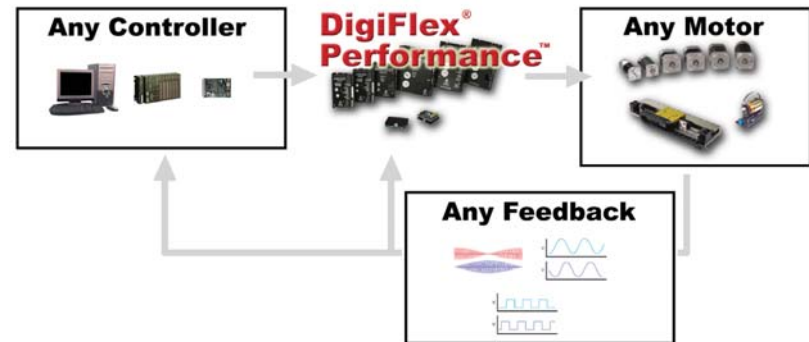 Any Controller
DigiFlex®
Performance™
Any Motor
Any Feedback